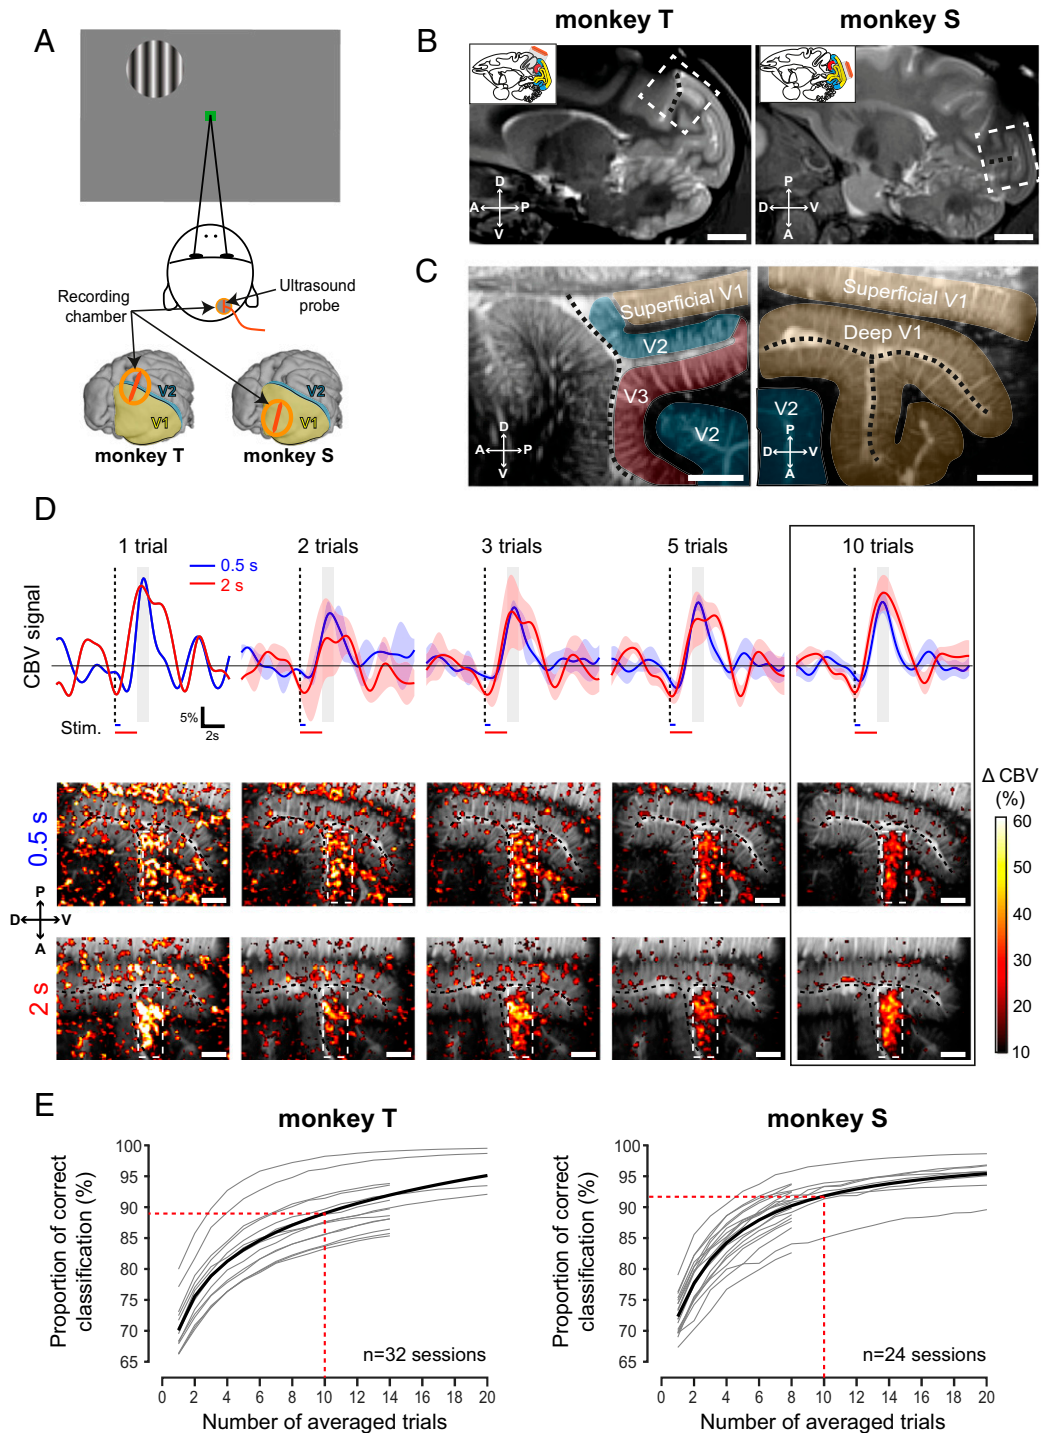 monkey T
monkey S
A
B
D
A
P
V
P
D
V
A
Recording
chamber
Ultrasound
probe
V2
V1
V2
V1
monkey T
monkey S
C
Superficial V1
V2
V3
V2
D
A
P
V
Superficial V1
Deep V1
V2
P
D
V
A
D
1 trial
2 trials
3 trials
5 trials
10 trials
0.5 s
2 s
CBV signal
5%
2s
Stim.
Δ CBV
(%)
60
50
40
30
20
10
0.5 s
P
D
V
A
2 s
E
monkey T
monkey S
Proportion of correct
classification (%)
100
95
90
85
80
75
70
65
n=32 sessions
0 2 4 6 8 10 12 14 16 18 20
Number of averaged trials
Proportion of correct
classification (%)
100
95
90
85
80
75
70
65
n=24 sessions
0 2 4 6 8 10 12 14 16 18 20
Number of averaged trials